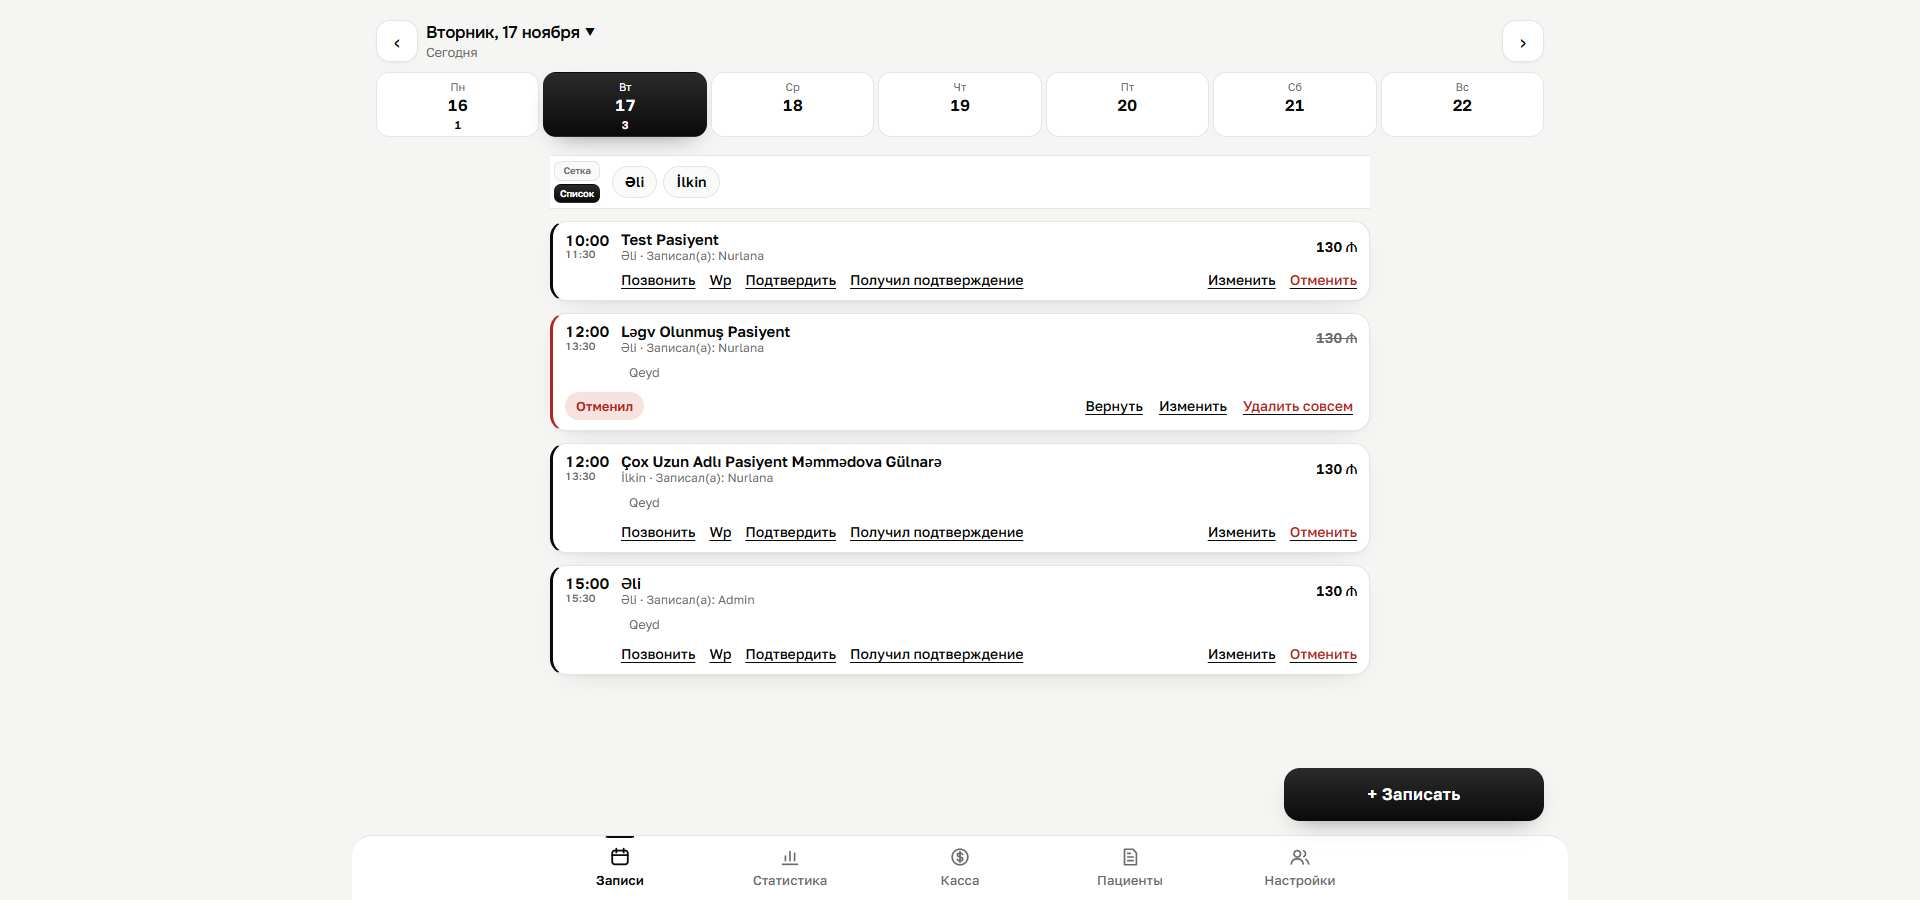 ‹ Вторник, 17 ноября ▼ ›
Сегодня
Пн Вт Ср Чт Пт Сб Вс
16 17 18 19 20 21 22
1 3
Сетка
Список
Əli İlkin
10:00 Test Pasiyent 130 ₼
11:30 Əli · Записал(а): Nurlana
Позвонить Wp Подтвердить Получил подтверждение Изменить Отменить
12:00 Ləgv Olunmuş Pasiyent 130 ₼
13:30 Əli · Записал(а): Nurlana
Qeyd
Отменил Вернуть Изменить Удалить совсем
12:00 Çox Uzun Adlı Pasiyent Məmmədova Gülnarə 130 ₼
13:30 İlkin · Записал(а): Nurlana
Qeyd
Позвонить Wp Подтвердить Получил подтверждение Изменить Отменить
15:00 Əli 130 ₼
15:30 Əli · Записал(а): Admin
Qeyd
Позвонить Wp Подтвердить Получил подтверждение Изменить Отменить
+ Записать
Записи Статистика Касса Пациенты Настройки